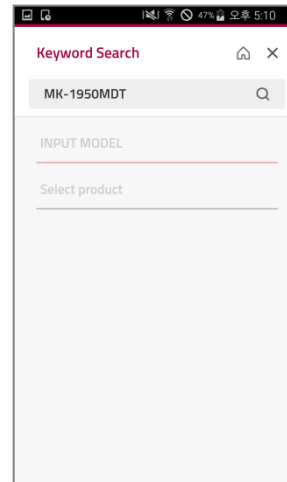 47% 오후 5:10
Keyword Search
MK-1950MDT
INPUT MODEL
Select product